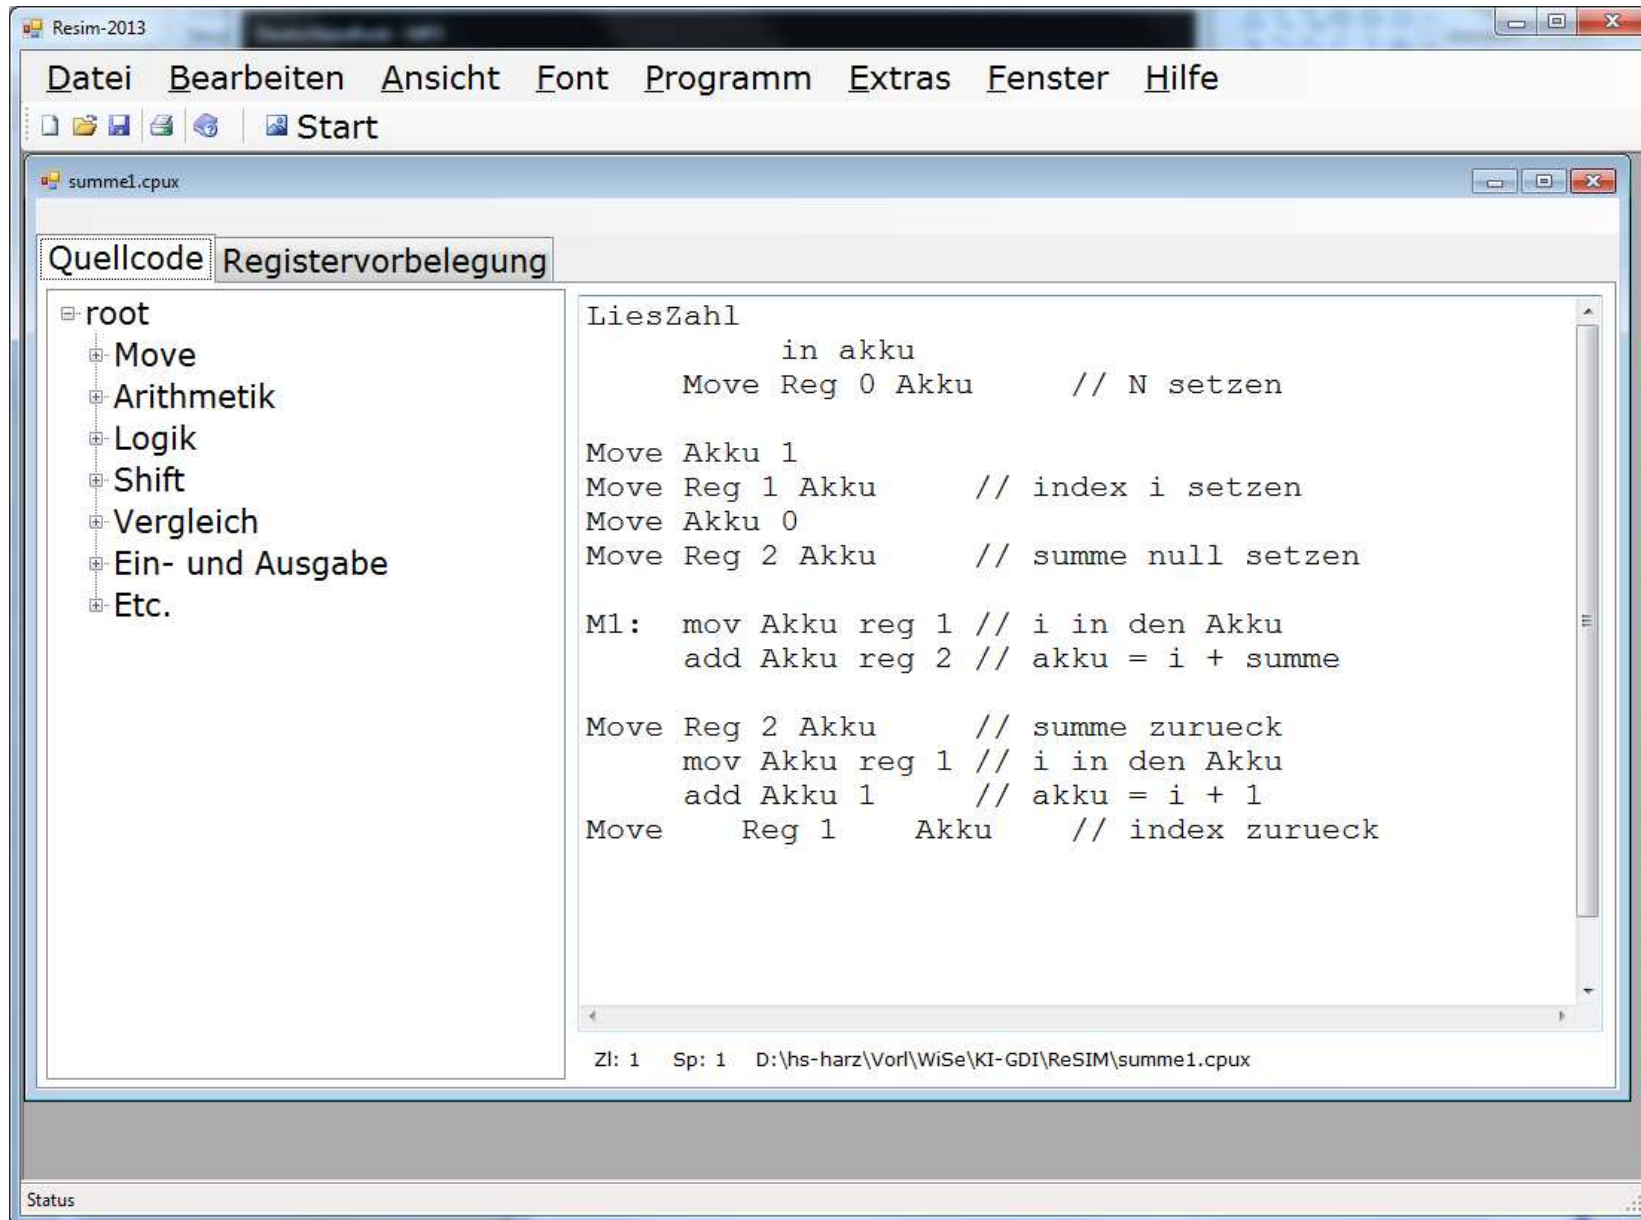 Resim-2013
Datei Bearbeiten Ansicht Font Programm Extras Fenster Hilfe
Start
summe1.cpux
Quellcode Registervorbelegung
root
Move
Arithmetik
Logik
Shift
Vergleich
Ein- und Ausgabe
Etc.
LiesZahl
in akku
Move Reg 0 Akku // N setzen
Move Akku 1
Move Reg 1 Akku // index i setzen
Move Akku 0
Move Reg 2 Akku // summe null setzen
M1: mov Akku reg 1 // i in den Akku
add Akku reg 2 // akku = i + summe
Move Reg 2 Akku // summe zurueck
mov Akku reg 1 // i in den Akku
add Akku 1 // akku = i + 1
Move Reg 1 Akku // index zurueck
Zl: 1 Sp: 1 D:\hs-harz\Vorl\WiSe\KI-GDI\ReSIM\summe1.cpux
Status